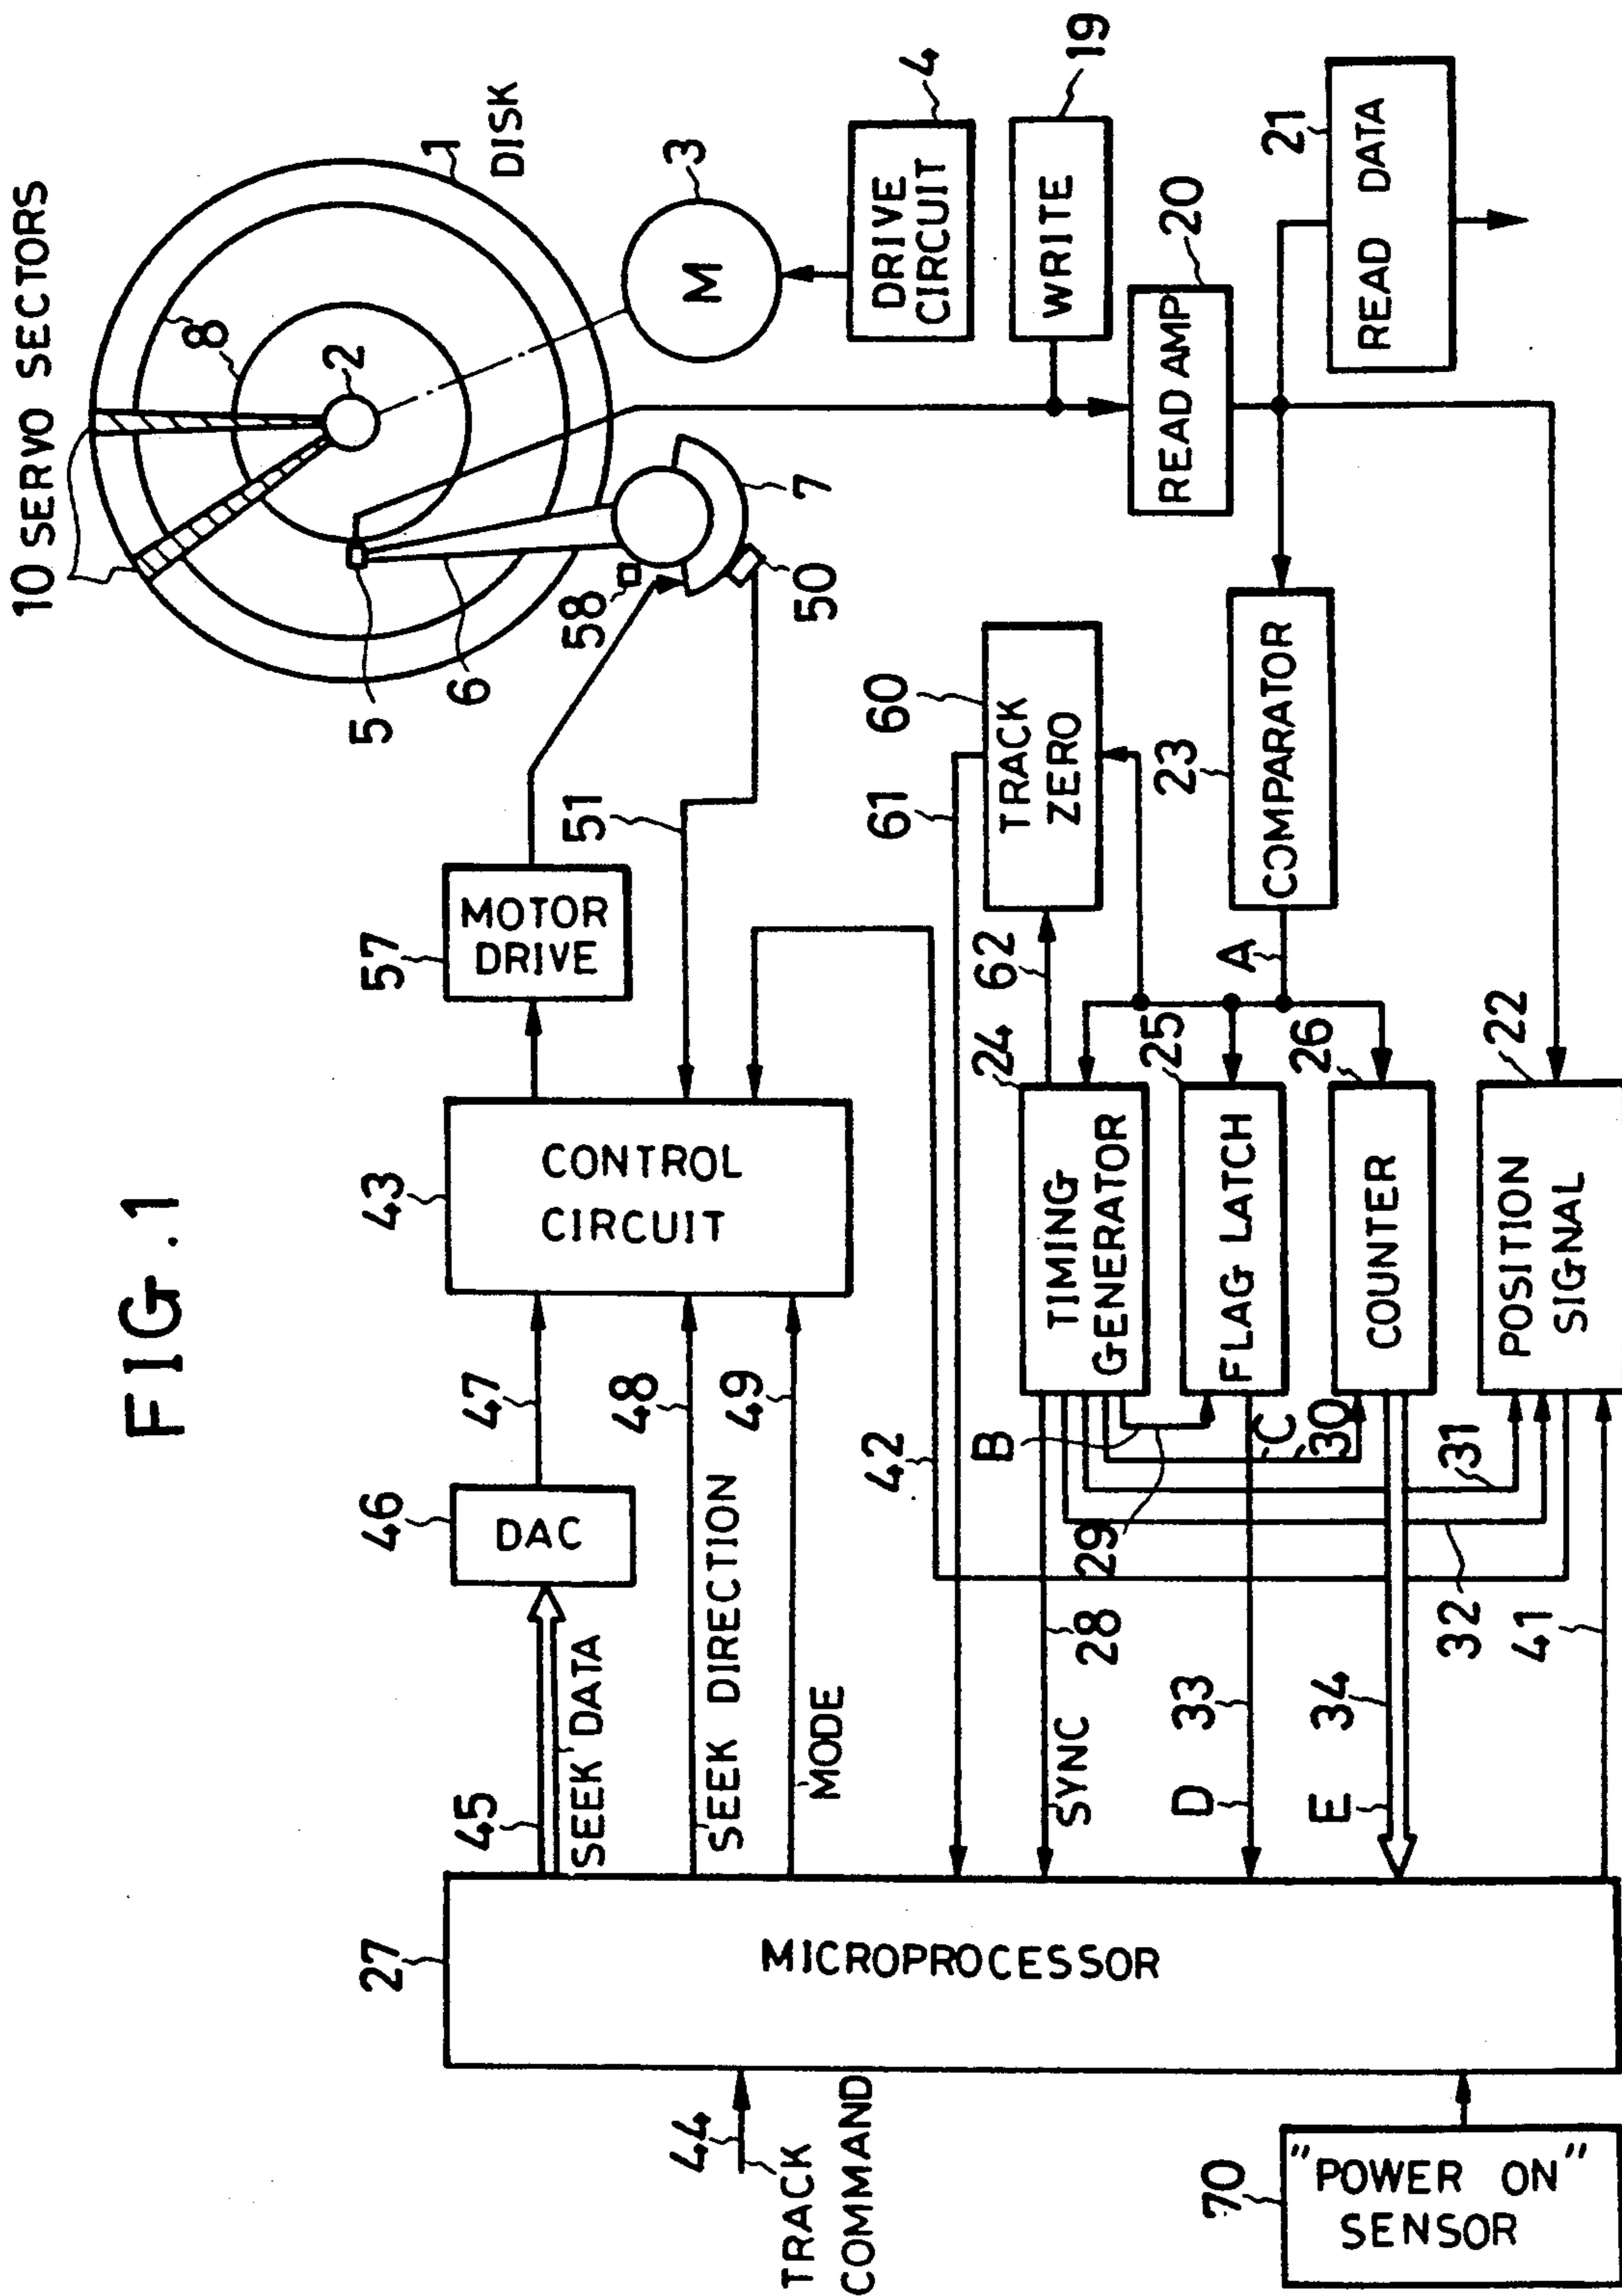 FIG.1
10 SERVO SECTORS
8
2
1
DISK
5
6
58
7
50
M
3
DRIVE
CIRCUIT
4
WRITE
19
READ AMP
20
READ DATA
21
57
MOTOR
DRIVE
51
43
CONTROL
CIRCUIT
46
DAC
47
48
49
45
SEEK DATA
SEEK DIRECTION
MODE
27
MICROPROCESSOR
44
TRACK
COMMAND
70
"POWER ON"
SENSOR
60
TRACK
ZERO
61
62
23
COMPARATOR
A
24
TIMING
GENERATOR
25
FLAG LATCH
26
COUNTER
22
POSITION
SIGNAL
42
B
29
C
30
31
32
28
SYNC
33
D
34
E
41